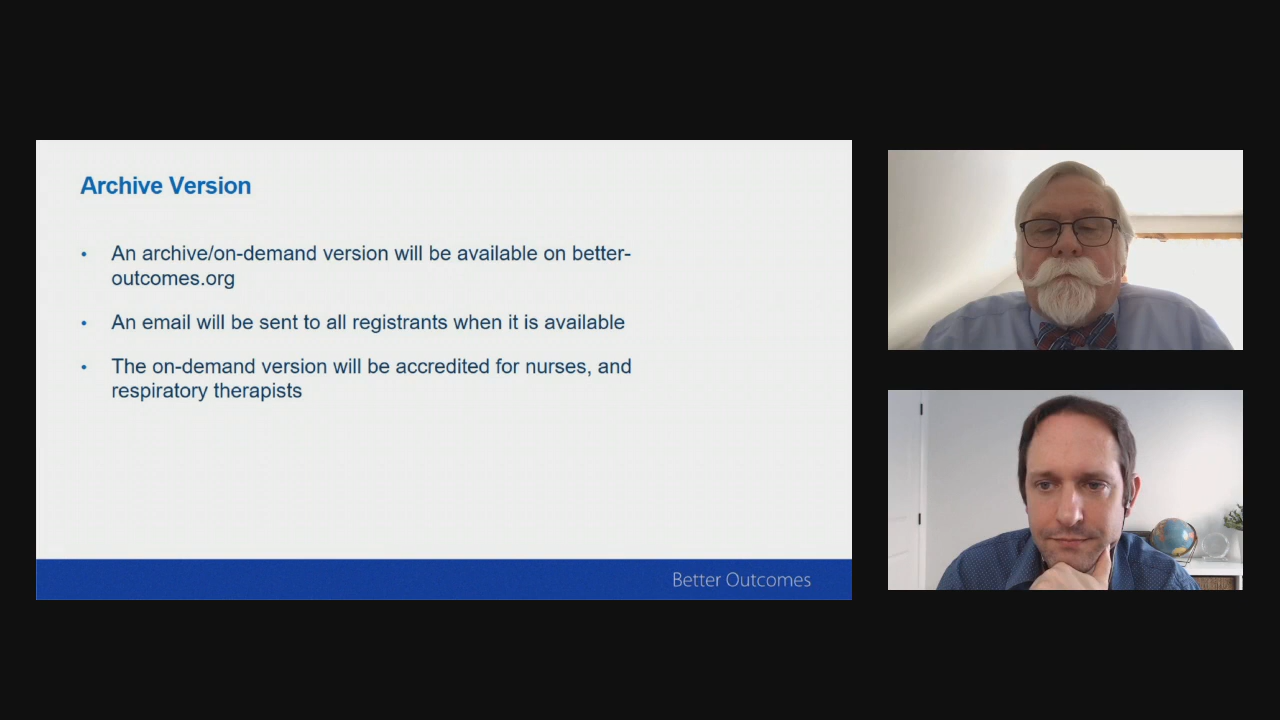 Archive Version
• An archive/on-demand version will be available on better-
outcomes.org
• An email will be sent to all registrants when it is available
• The on-demand version will be accredited for nurses, and
respiratory therapists
Better Outcomes